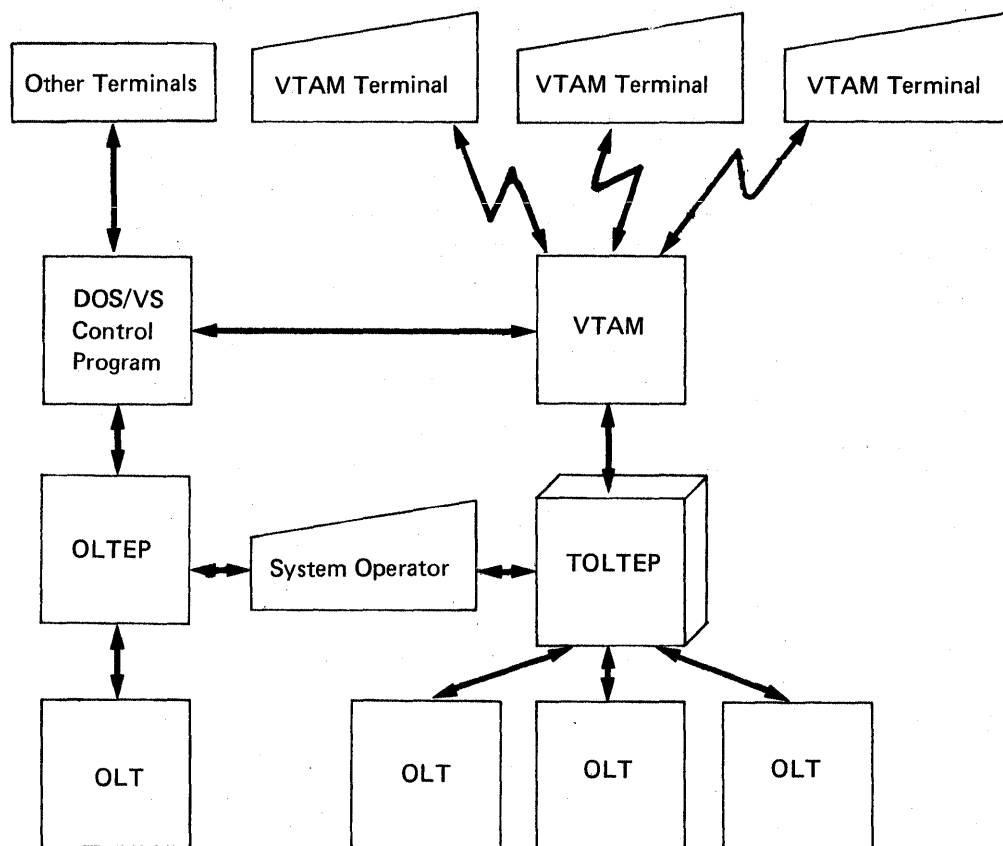 Other Terminals
VTAM Terminal
VTAM Terminal
VTAM Terminal
DOS/VS
Control
Program
VTAM
OLTEP
System Operator
TOLTEP
OLT
OLT
OLT
OLT